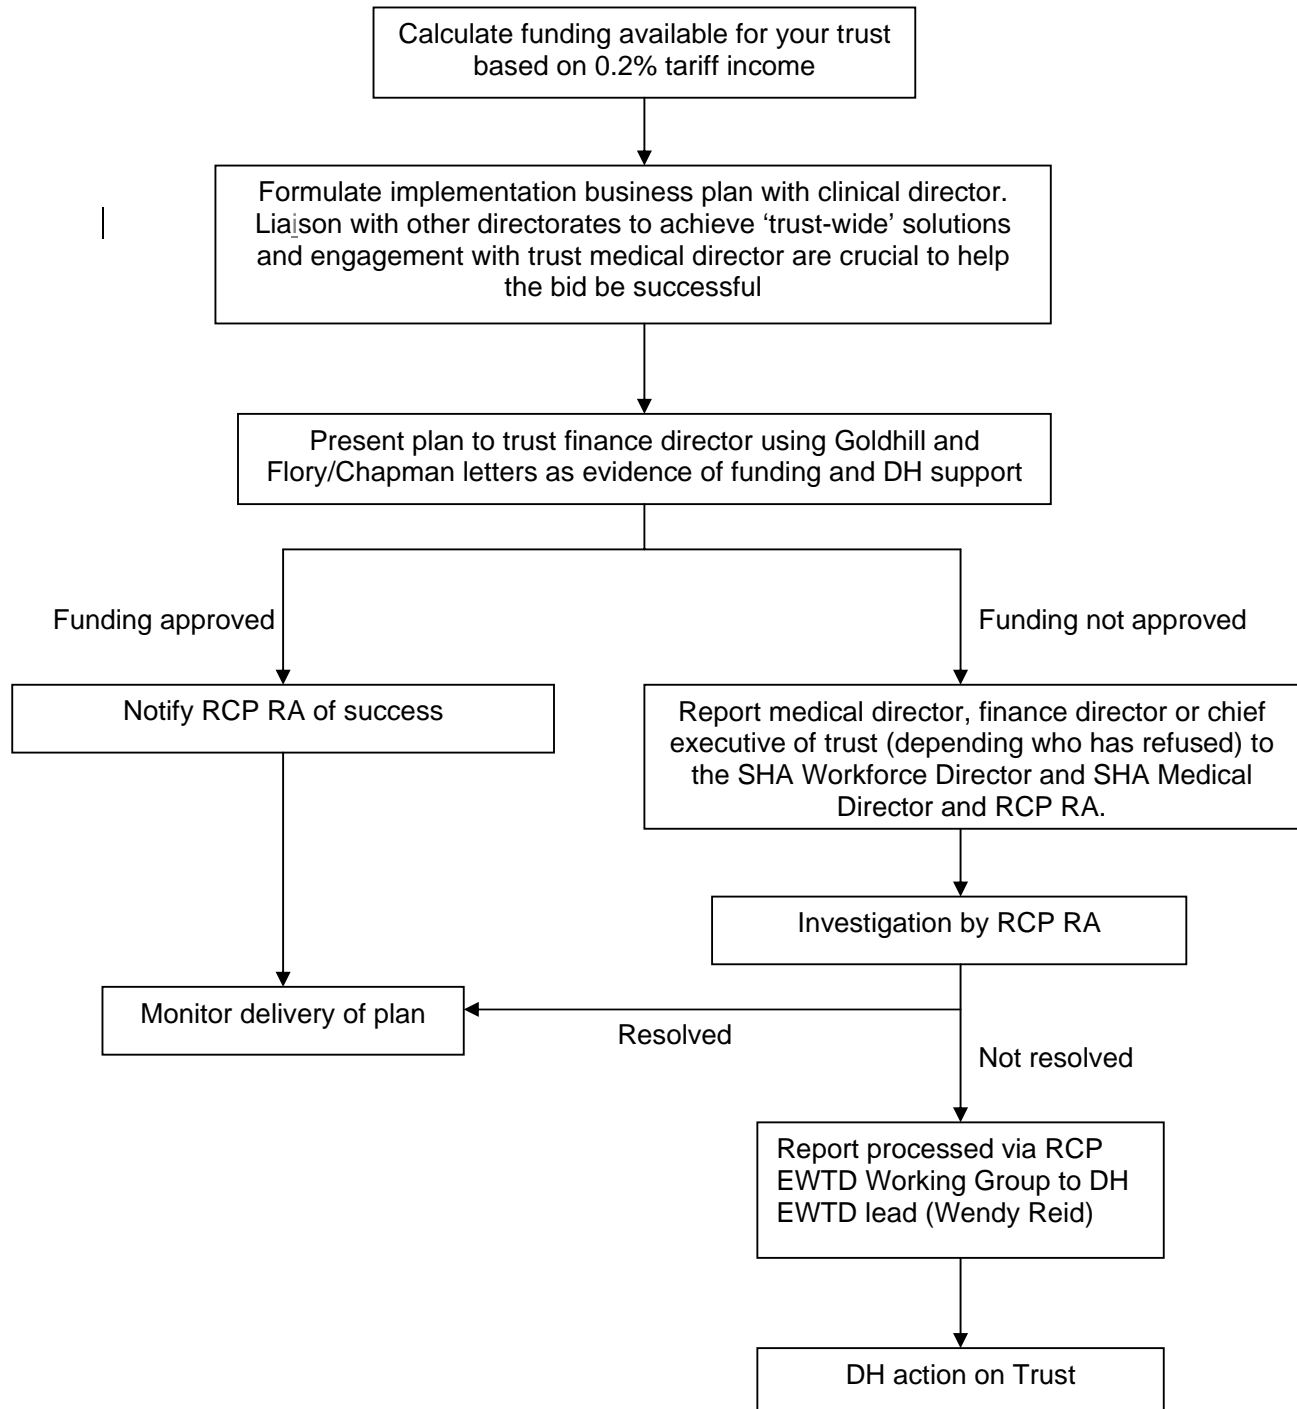 Calculate funding available for your trust
based on 0.2% tariff income
Formulate implementation business plan with clinical director.
Liaison with other directorates to achieve ‘trust-wide’ solutions
and engagement with trust medical director are crucial to help
the bid be successful
Present plan to trust finance director using Goldhill and
Flory/Chapman letters as evidence of funding and DH support
Funding approved
Funding not approved
Notify RCP RA of success
Report medical director, finance director or chief
executive of trust (depending who has refused) to
the SHA Workforce Director and SHA Medical
Director and RCP RA.
Investigation by RCP RA
Monitor delivery of plan
Resolved
Not resolved
Report processed via RCP
EWTD Working Group to DH
EWTD lead (Wendy Reid)
DH action on Trust